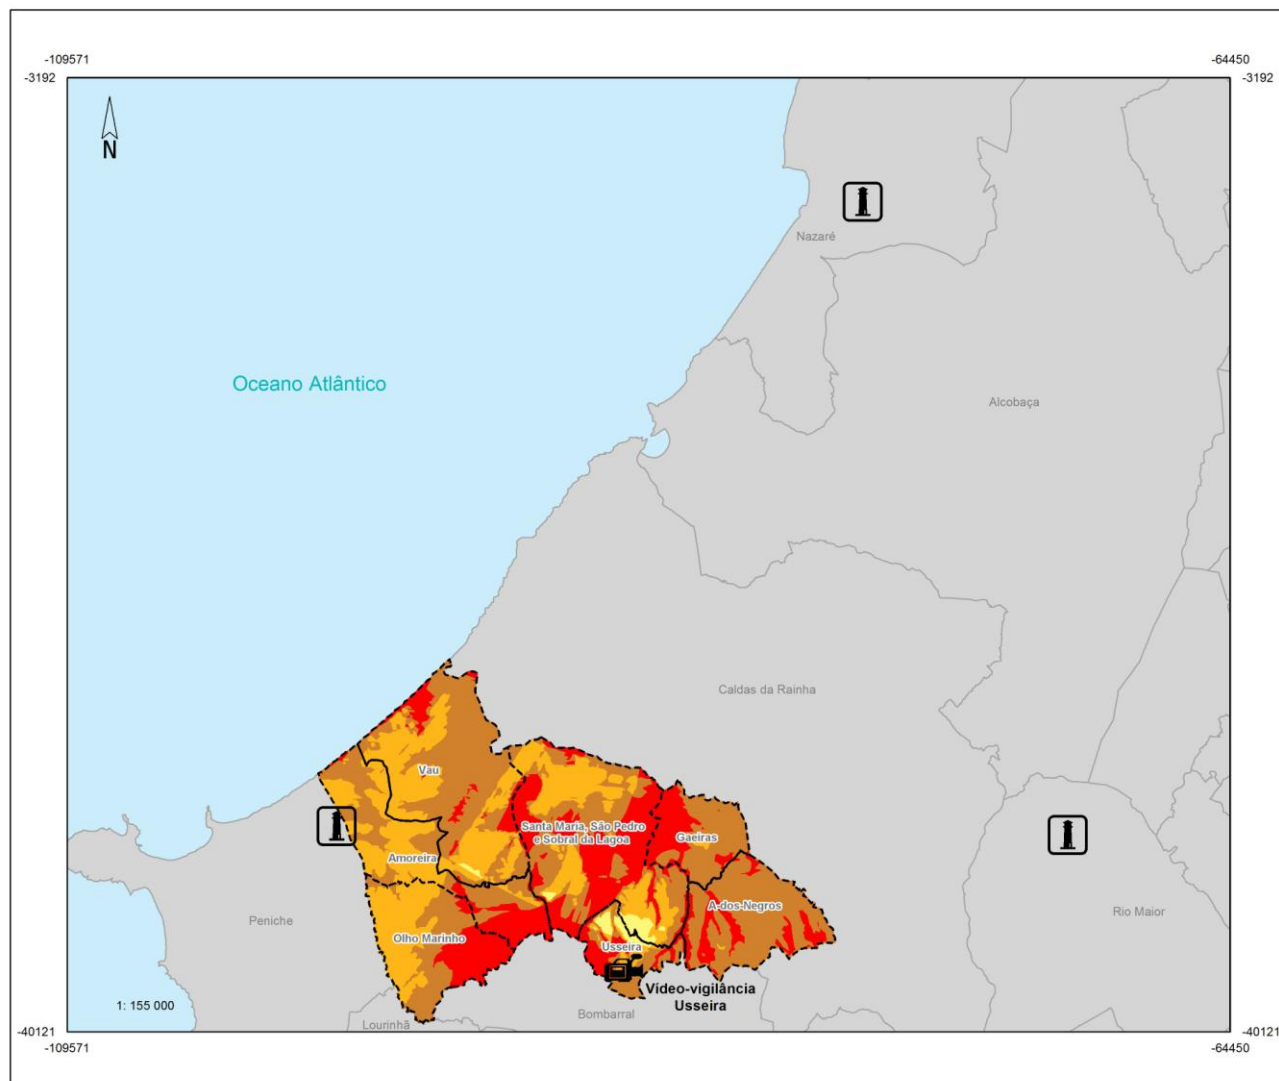 -109571
-64450
-3192
-3192
N
Nazaré
Oceano Atlântico
Alcobaça
Caldas da Rainha
Vau
Santa Maria, São Pedro
e Sobral da Lagoa
Gaeiras
Amoreira
A-dos-Negros
Rio Maior
Peniche
Olho Marinho
Usseira
Vídeo-vigilância
Usseira
1: 155 000
Bombarral
Lourinhã
-40121
-40121
-109571
-64450